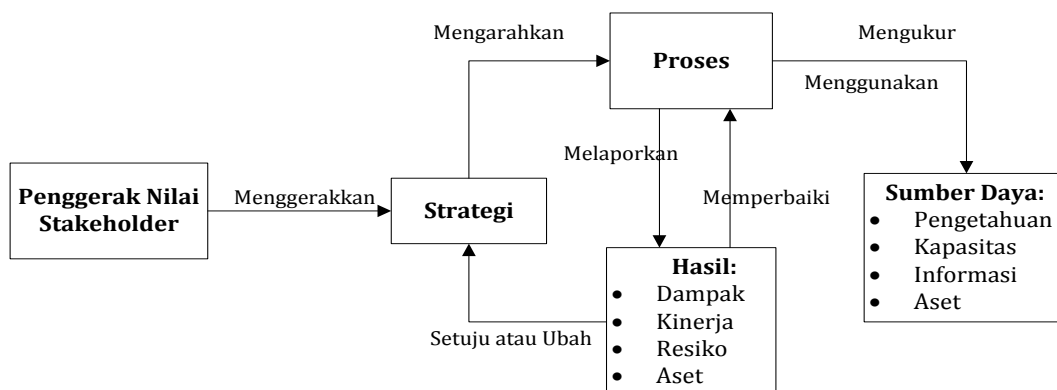 Mengarahkan
Proses
Mengukur
Menggunakan
Melaporkan
Memperbaiki
Penggerak Nilai
Stakeholder
Menggerakkan
Strategi
Sumber Daya:
• Pengetahuan
• Kapasitas
• Informasi
• Aset
Hasil:
• Dampak
• Kinerja
• Resiko
• Aset
Setuju atau Ubah